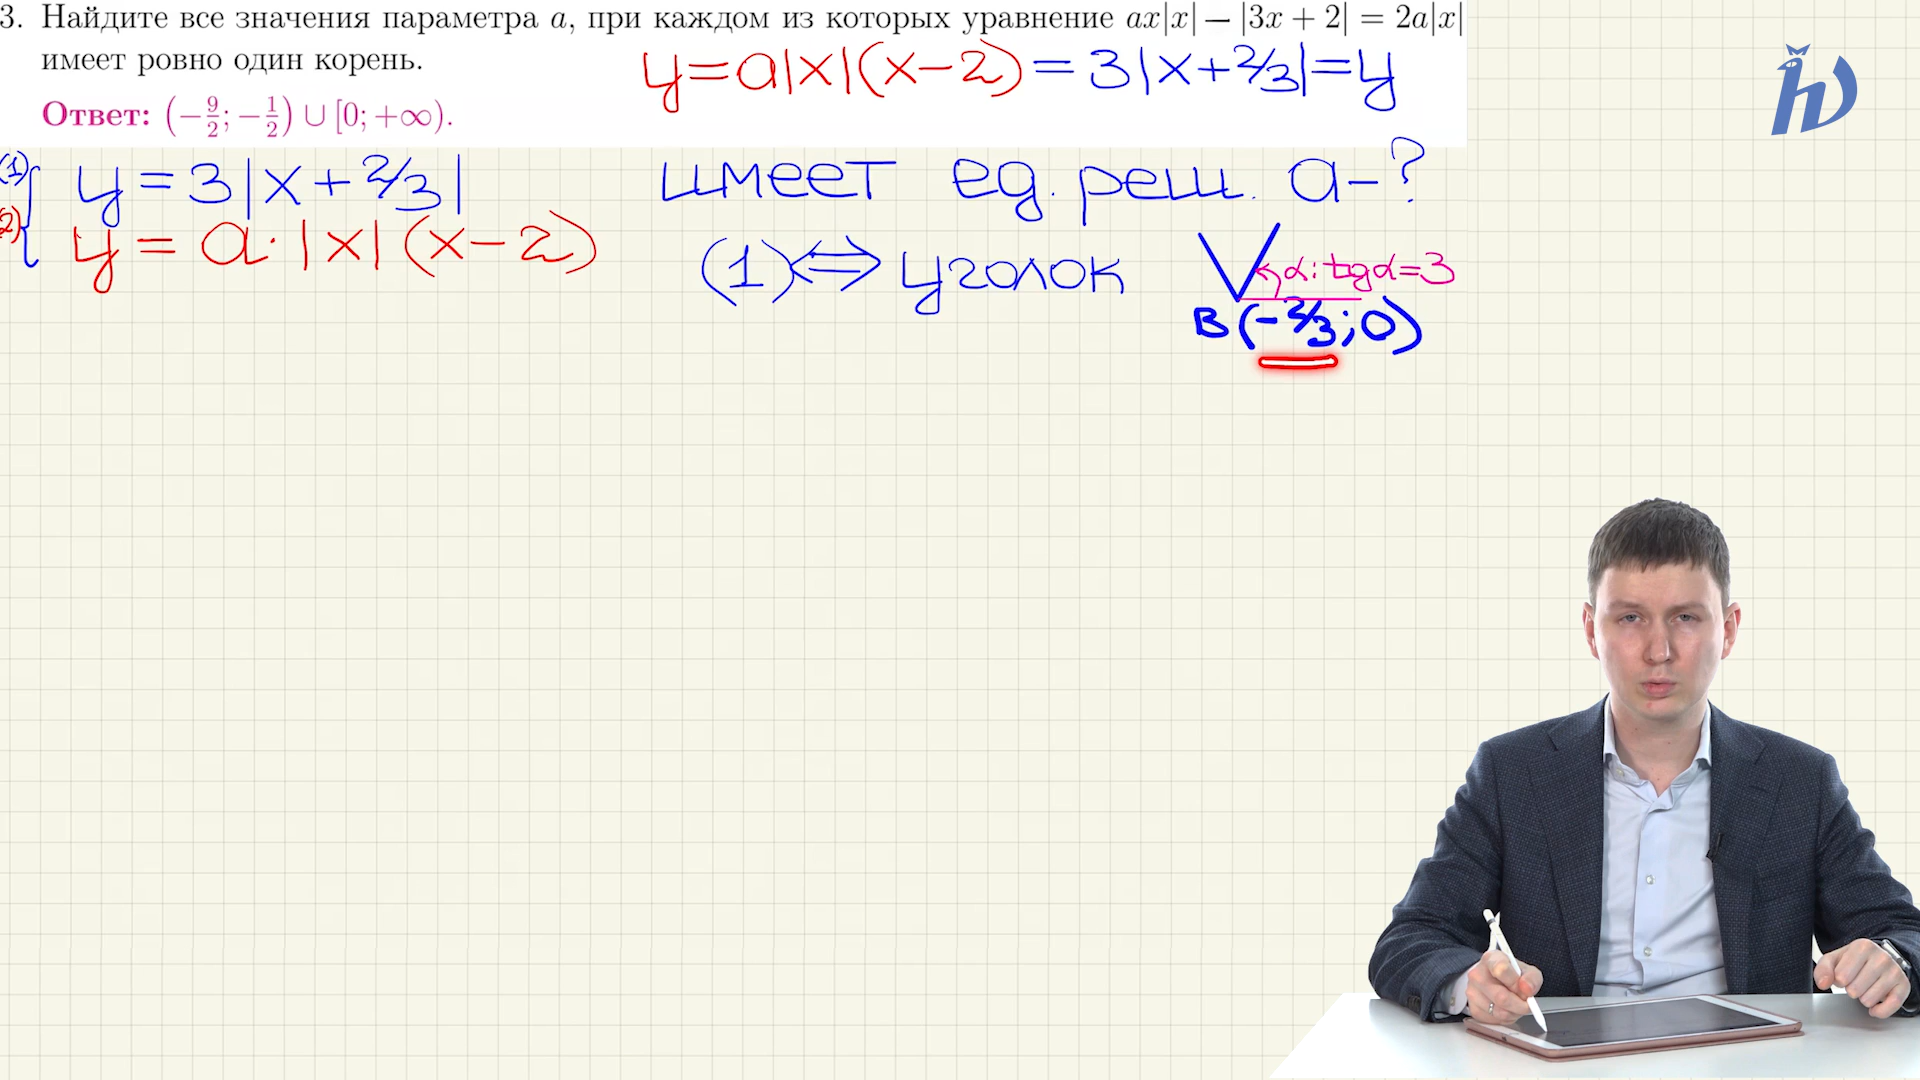 3. Найдите все значения параметра a, при каждом из которых уравнение ax|x| − |3x + 2| = 2a|x|
имеет ровно один корень.
y=a|x|(x−2)=3|x+2/3|=y
Ответ: (−9/2; −1/2) ∪ [0; +∞).
(1) { y=3|x+2/3| имеет ед. реш. a−?
(2) { y=a·|x|(x−2) (1)⇔ уголок α: tgα=3
B(−2/3;0)